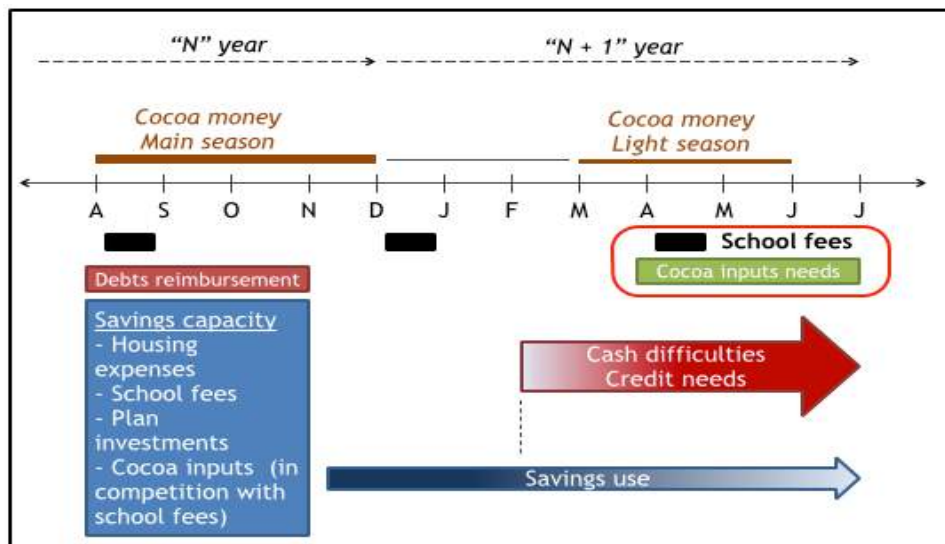 “N” year
“N + 1” year
Cocoa money
Main season
Cocoa money
Light season
A S O N D J F M A M J J
School fees
Debts reimbursement
Cocoa inputs needs
Savings capacity
- Housing
expenses
- School fees
- Plan
investments
- Cocoa inputs (in
competition with
school fees)
Cash difficulties
Credit needs
Savings use